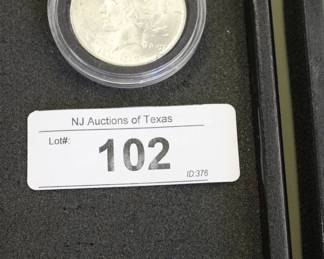 NJ Auctions of Texas
Lot#:
102
ID:376